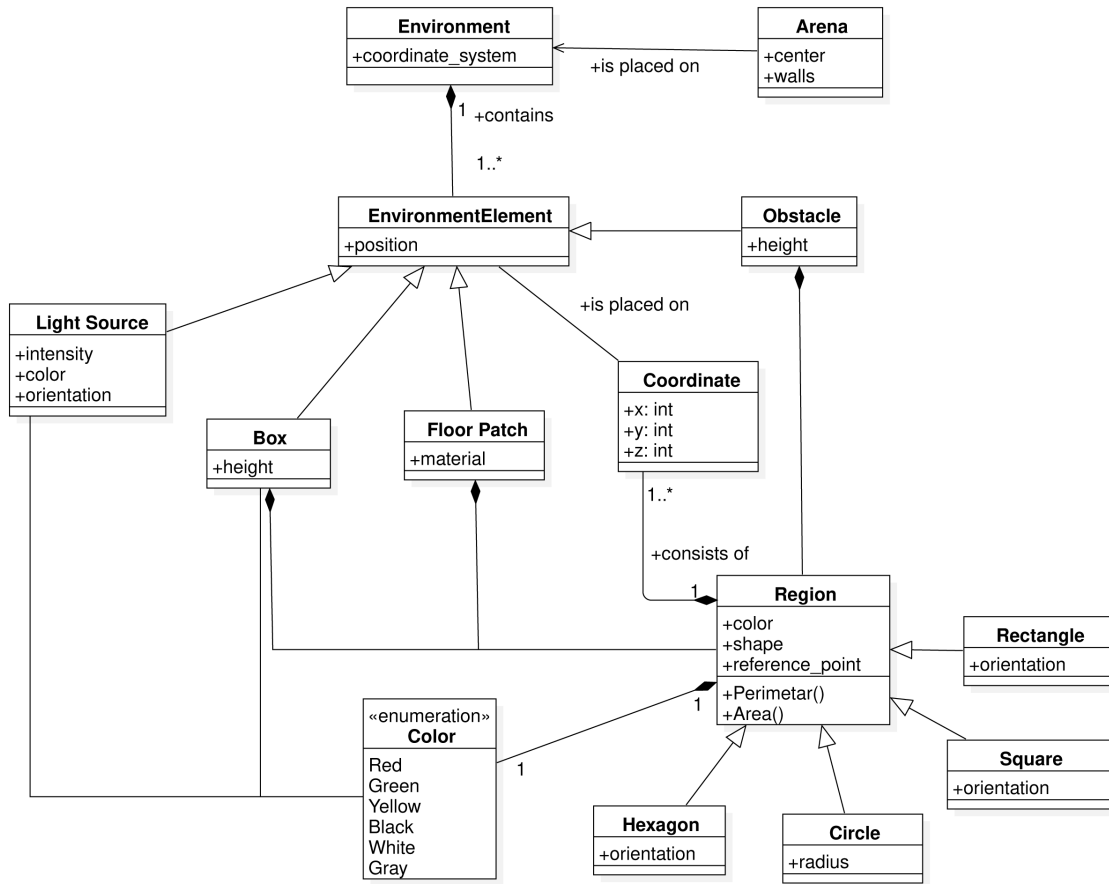 Environment
+coordinate_system
Arena
+center
+walls
+is placed on
1
+contains
1..*
EnvironmentElement
+position
Obstacle
+height
+is placed on
Light Source
+intensity
+color
+orientation
Box
+height
Floor Patch
+material
Coordinate
+x: int
+y: int
+z: int
1..*
+consists of
1
Region
+color
+shape
+reference_point
+Perimetar()
+Area()
Rectangle
+orientation
1
1
«enumeration»
Color
Red
Green
Yellow
Black
White
Gray
Square
+orientation
Hexagon
+orientation
Circle
+radius